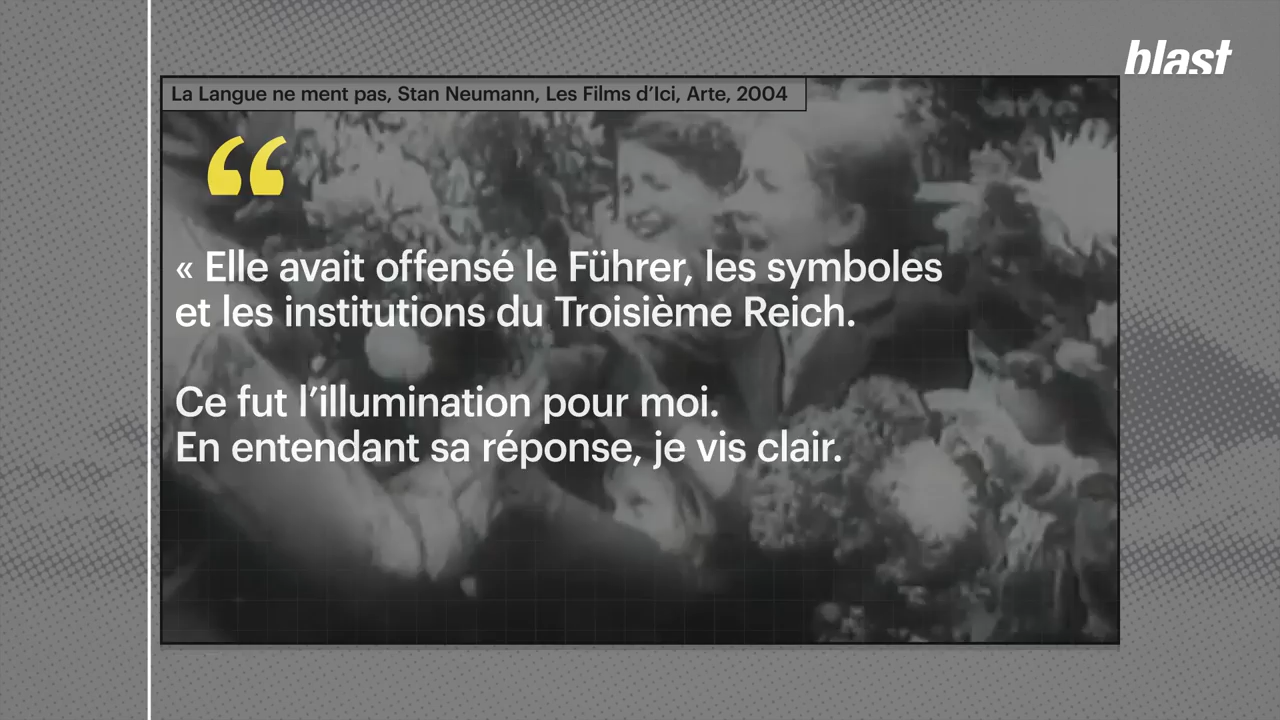 blast
La Langue ne ment pas, Stan Neumann, Les Films d’Ici, Arte, 2004
“
« Elle avait offensé le Führer, les symboles
et les institutions du Troisième Reich.
Ce fut l’illumination pour moi.
En entendant sa réponse, je vis clair.